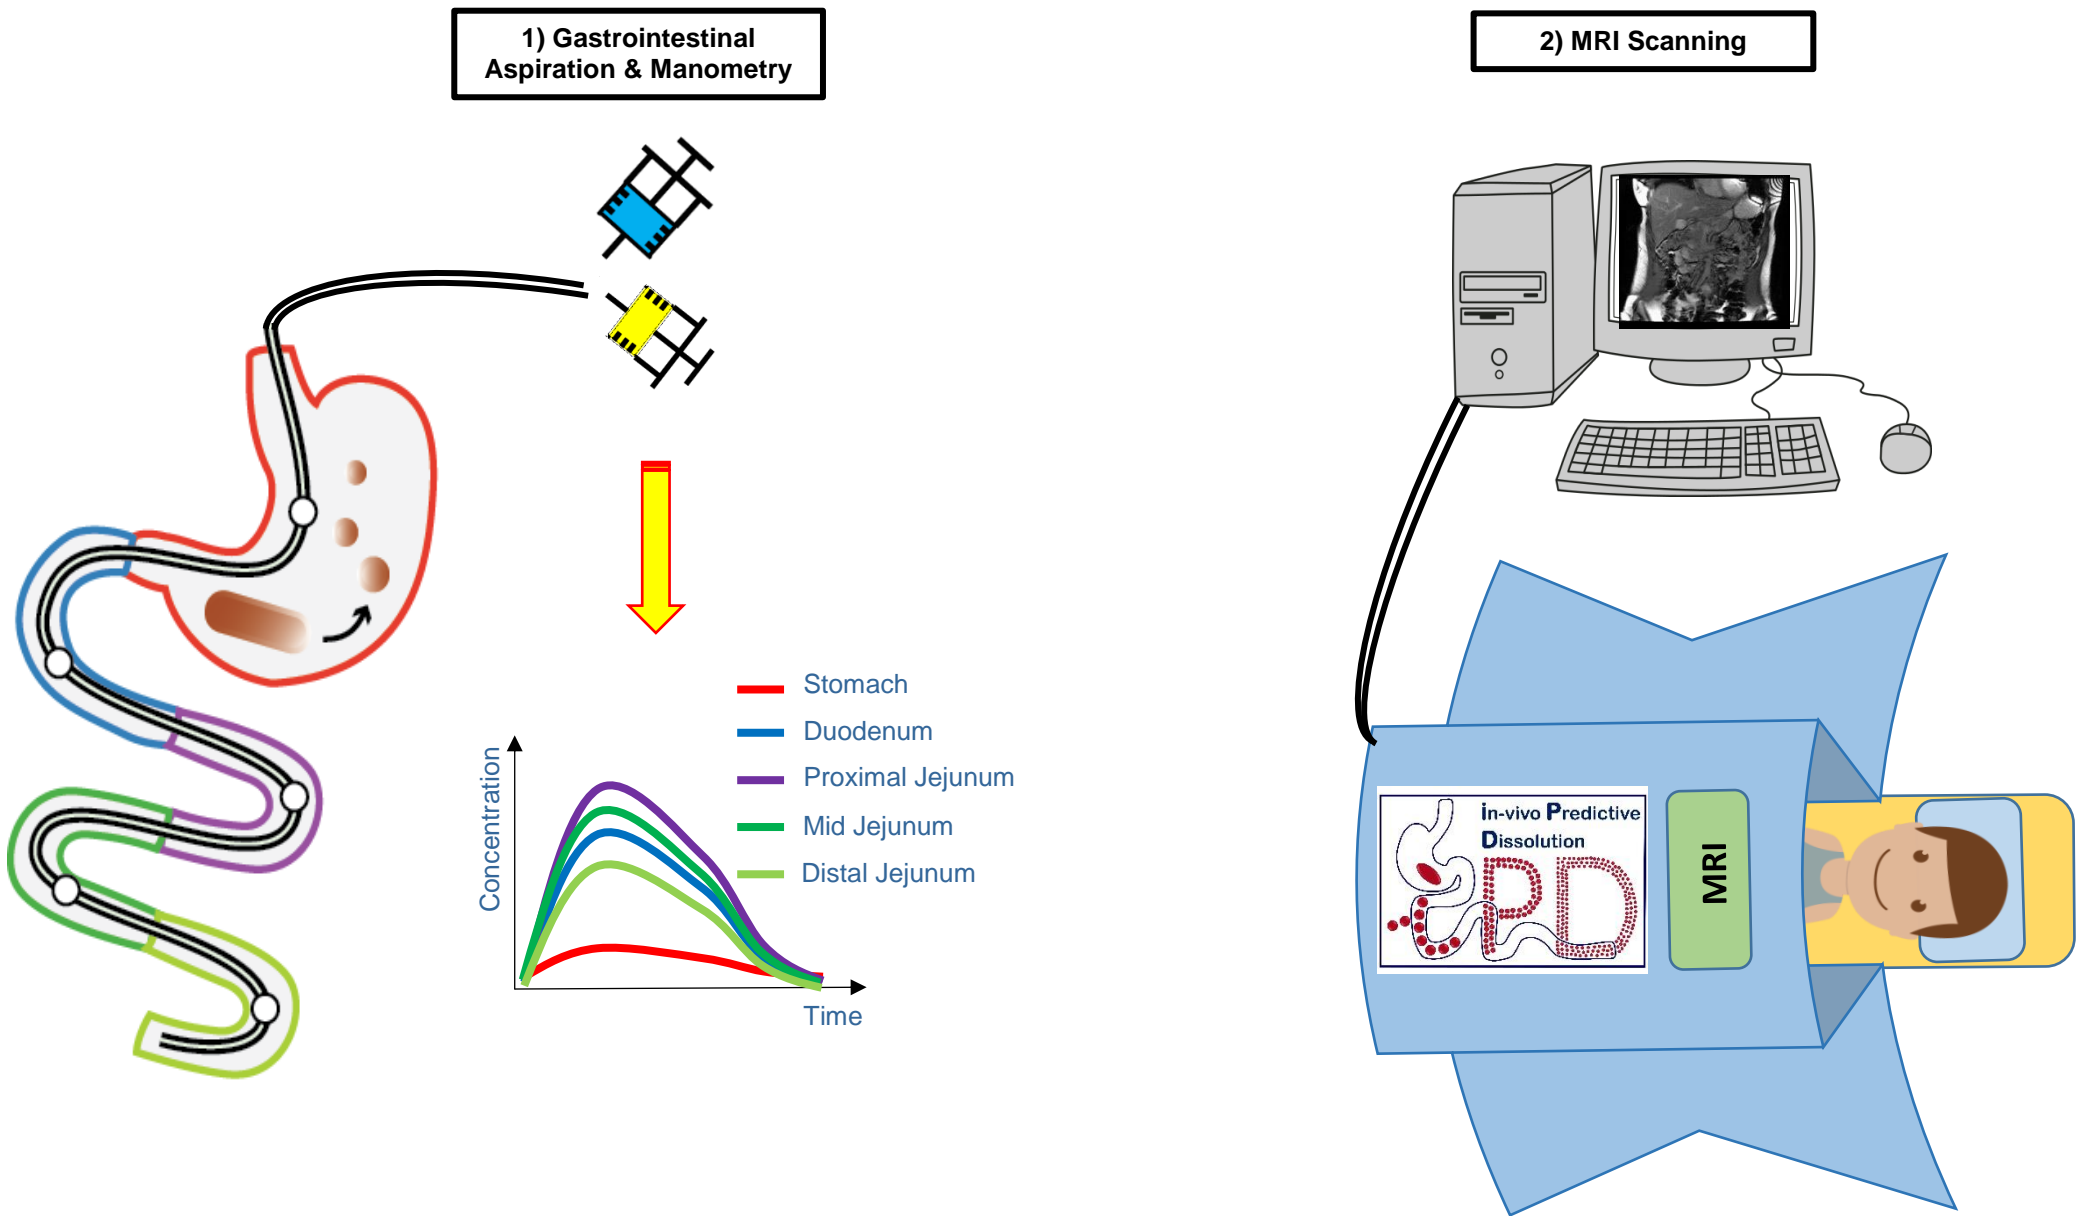 1) Gastrointestinal
Aspiration & Manometry
2) MRI Scanning
Stomach
Duodenum
Proximal Jejunum
Mid Jejunum
Distal Jejunum
Concentration
Time
in-vivo Predictive
Dissolution
PD
MRI